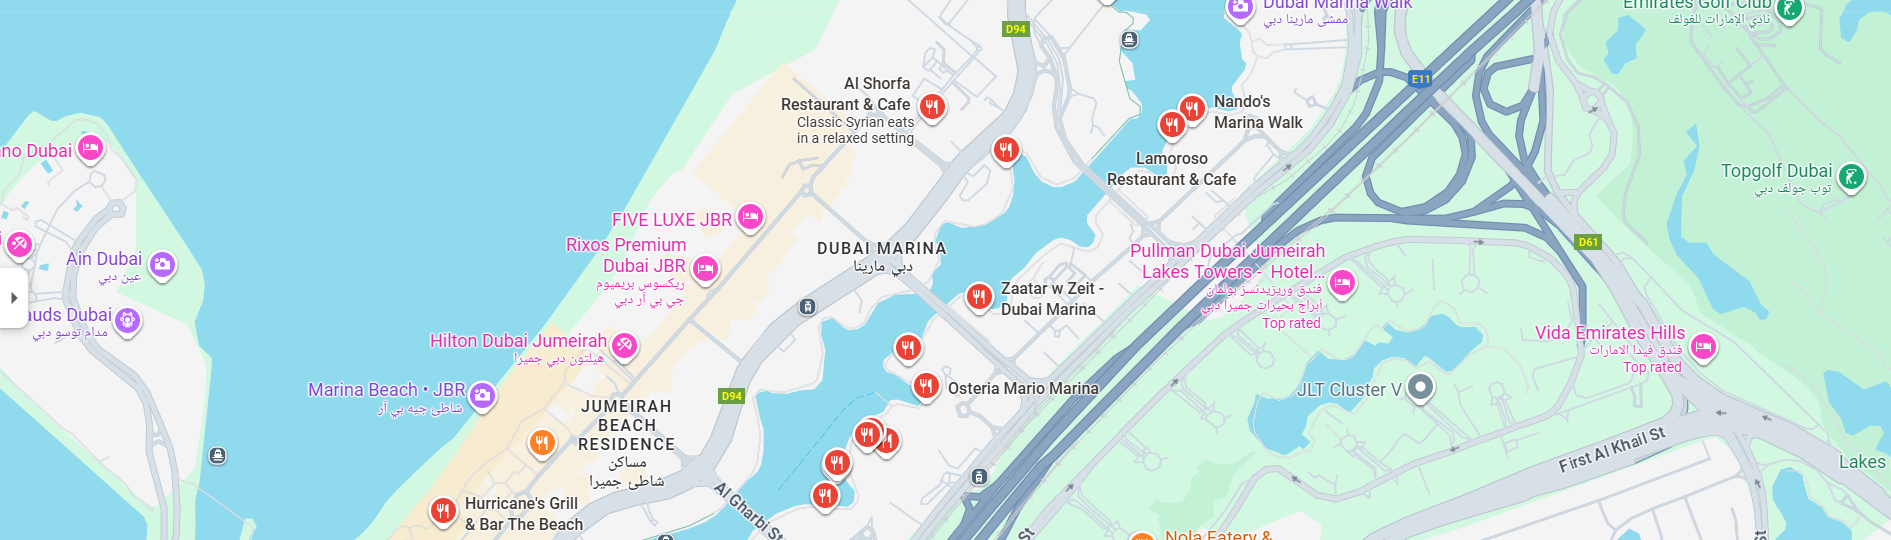 Dubai Marina Walk
ممشى مارينا دبي
Emirates Golf Club
نادي الإمارات للغولف
D94
E11
Al Shorfa
Restaurant & Cafe
Classic Syrian eats
in a relaxed setting
Nando's
Marina Walk
Lamoroso
Restaurant & Cafe
ano Dubai
Topgolf Dubai
توب جولف دبي
FIVE LUXE JBR
Rixos Premium
Dubai JBR
ريكسوس بريميوم
جي بي آر دبي
DUBAI MARINA
دبي مارينا
D61
Pullman Dubai Jumeirah
Lakes Towers - Hotel...
فندق وريزيدنسز بولمان
أبراج بحيرات جميرا دبي
Top rated
Ain Dubai
عين دبي
Zaatar w Zeit -
Dubai Marina
auds Dubai
مدام توسو دبي
Hilton Dubai Jumeirah
هيلتون دبي جميرا
Vida Emirates Hills
فندق فيدا الامارات
Top rated
Marina Beach • JBR
شاطئ جيه بي آر
D94
Osteria Mario Marina
JLT Cluster V
JUMEIRAH
BEACH
RESIDENCE
مساكن
شاطئ جميرا
First Al Khail St
Lakes
Hurricane's Grill
& Bar The Beach
Al Gharbi St
St
Nola Eatery &
St